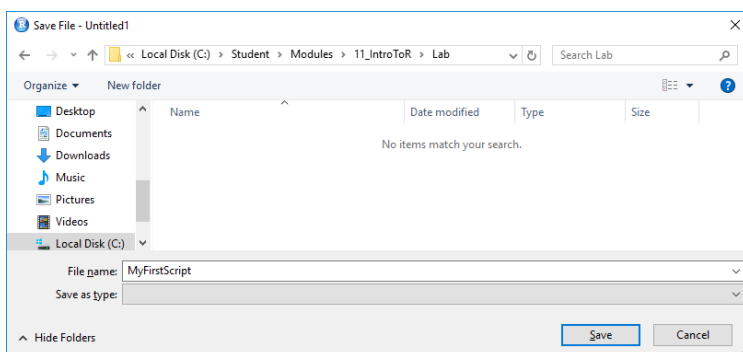 Save File - Untitled1
« Local Disk (C:) > Student > Modules > 11_IntroToR > Lab
Search Lab
Organize
New folder
Name
Date modified
Type
Size
No items match your search.
Desktop
Documents
Downloads
Music
Pictures
Videos
Local Disk (C:)
File name: MyFirstScript
Save as type:
Hide Folders
Save
Cancel